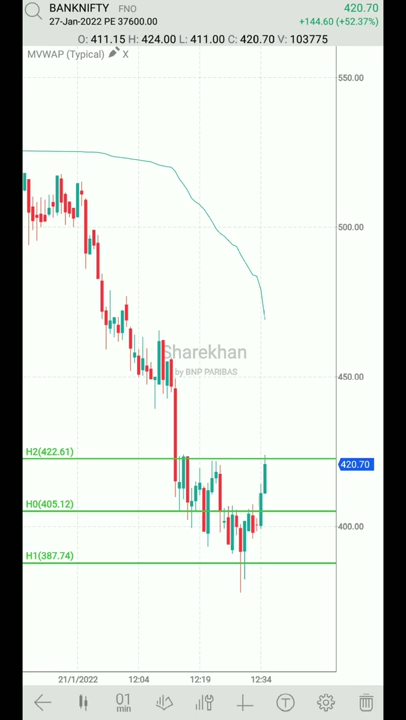 BANKNIFTY FNO 420.70
27-Jan-2022 PE 37600.00 +144.60 (+52.37%)
O: 411.15 H: 424.00 L: 411.00 C: 420.70 V: 103775
MVWAP (Typical) X
550.00
500.00
Sharekhan
by BNP PARIBAS
450.00
H2(422.61)
420.70
H0(405.12)
400.00
H1(387.74)
21/1/2022 12:04 12:19 12:34
01
min
T